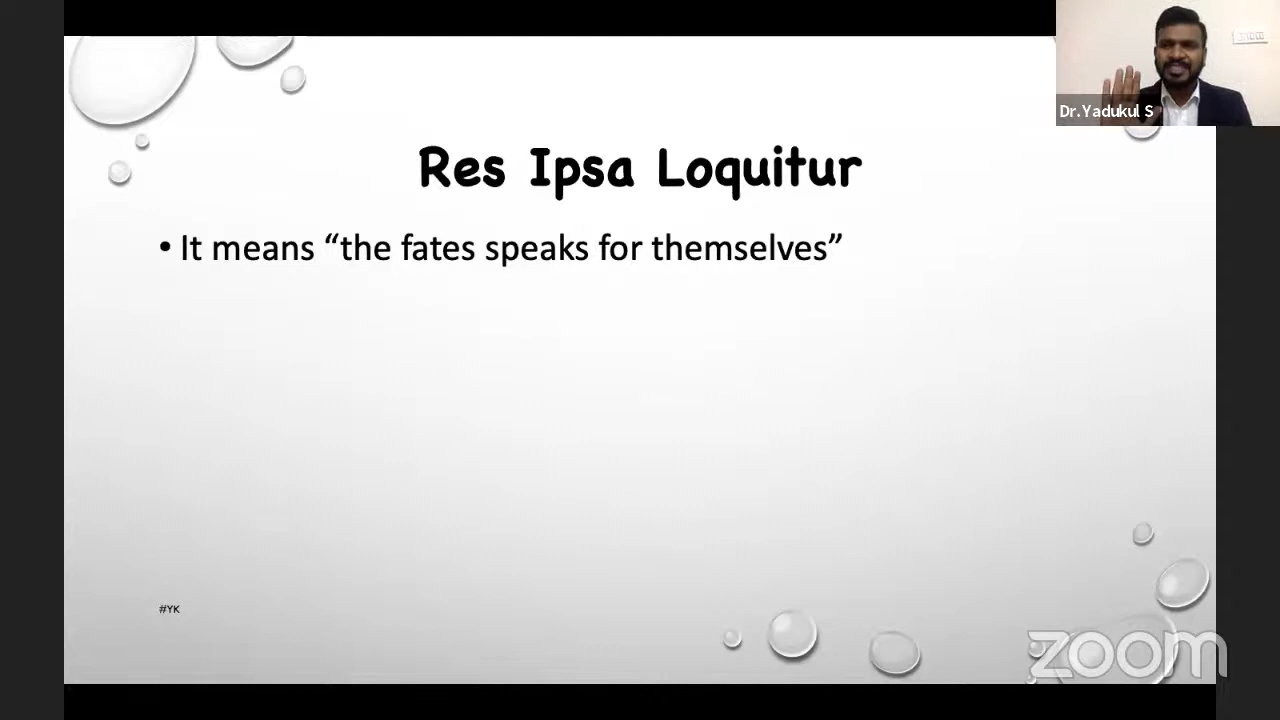 Dr.Yadukul S
Res Ipsa Loquitur
• It means “the fates speaks for themselves”
#YK
zoom